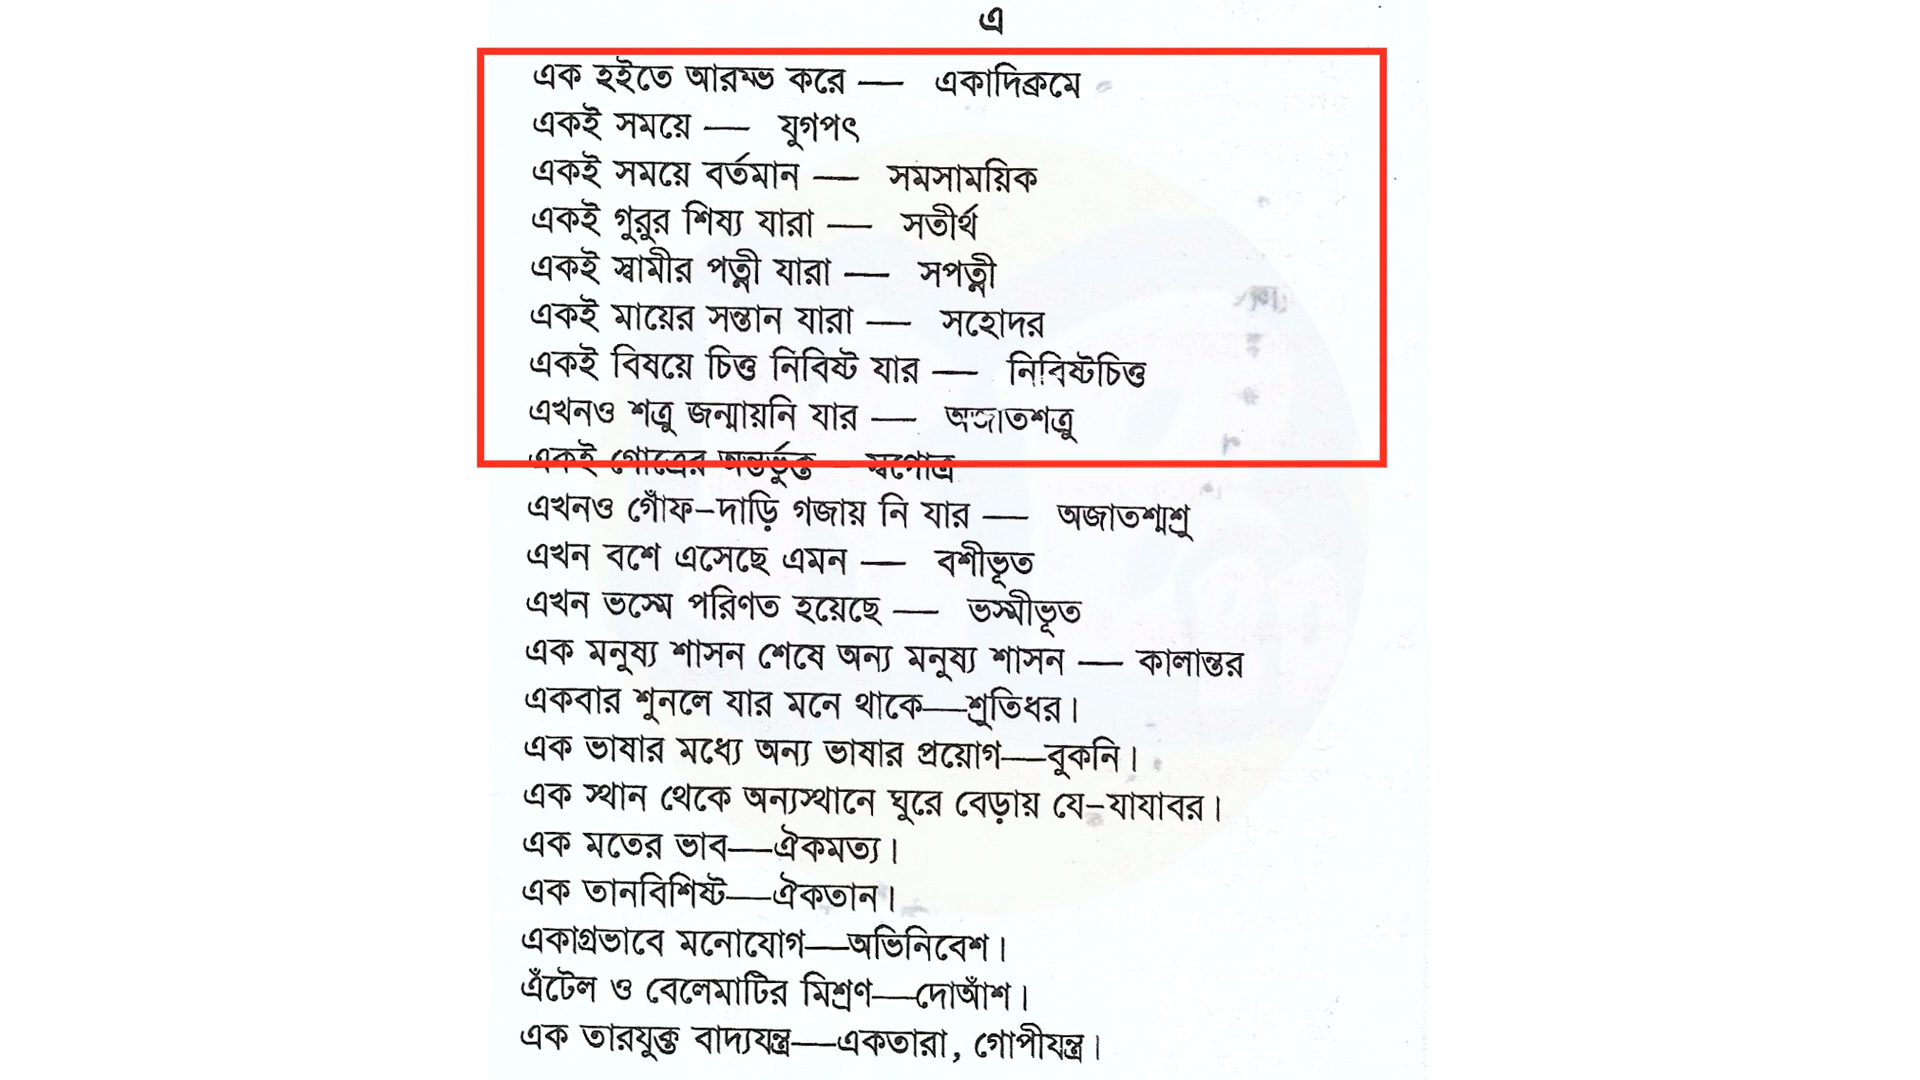 এ
এক হইতে আরম্ভ করে — একাদিক্রমে
একই সময়ে — যুগপৎ
একই সময়ে বর্তমান — সমসাময়িক
একই গুরুর শিষ্য যারা — সতীর্থ
একই স্বামীর পত্নী যারা — সপত্নী
একই মায়ের সন্তান যারা — সহোদর
একই বিষয়ে চিত্ত নিবিষ্ট যার — নিবিষ্টচিত্ত
এখনও শত্রু জন্মায়নি যার — অজাতশত্রু
একই গোত্রের অন্তর্ভুক্ত – স্বগোত্র
এখনও গোঁফ-দাড়ি গজায় নি যার — অজাতশ্মশ্রু
এখন বশে এসেছে এমন — বশীভূত
এখন ভস্মে পরিণত হয়েছে — ভস্মীভূত
এক মনুষ্য শাসন শেষে অন্য মনুষ্য শাসন — কালান্তর
একবার শুনলে যার মনে থাকে—শ্রুতিধর।
এক ভাষার মধ্যে অন্য ভাষার প্রয়োগ—বুকনি।
এক স্থান থেকে অন্যস্থানে ঘুরে বেড়ায় যে-যাযাবর।
এক মতের ভাব—ঐকমত্য।
এক তানবিশিষ্ট—ঐকতান।
একাগ্রভাবে মনোযোগ—অভিনিবেশ।
এঁটেল ও বেলেমাটির মিশ্রণ—দোআঁশ।
এক তারযুক্ত বাদ্যযন্ত্র—একতারা, গোপীযন্ত্র।